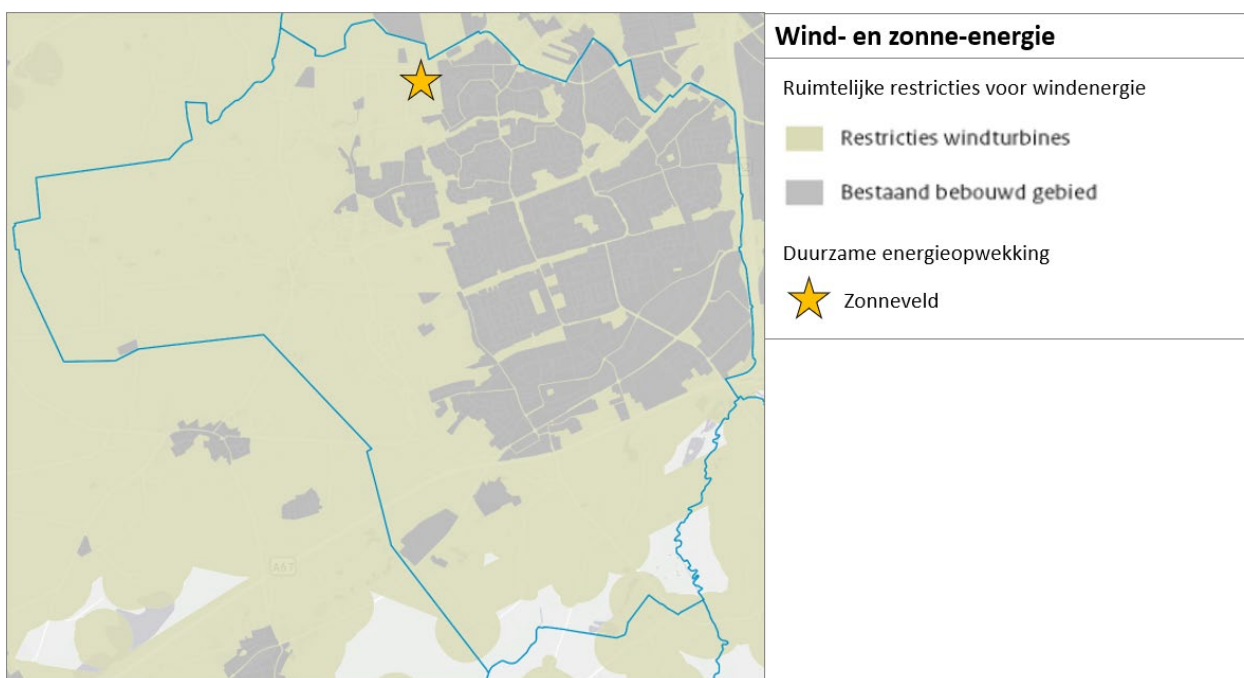 Wind- en zonne-energie
Ruimtelijke restricties voor windenergie
Restricties windturbines
Bestaand bebouwd gebied
Duurzame energieopwekking
Zonneveld
A67